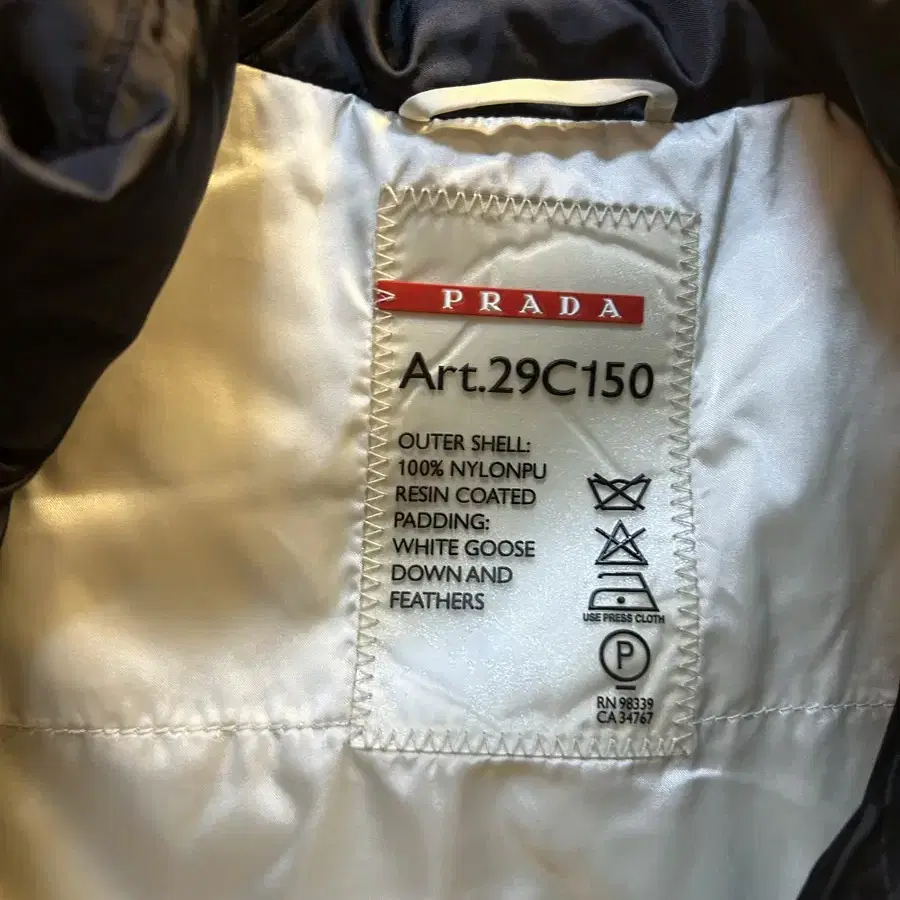 PRADA
Art.29C150
OUTER SHELL:
100% NYLONPU
RESIN COATED
PADDING:
WHITE GOOSE
DOWN AND
FEATHERS
USE PRESS CLOTH
P
RN 98339
CA 34767